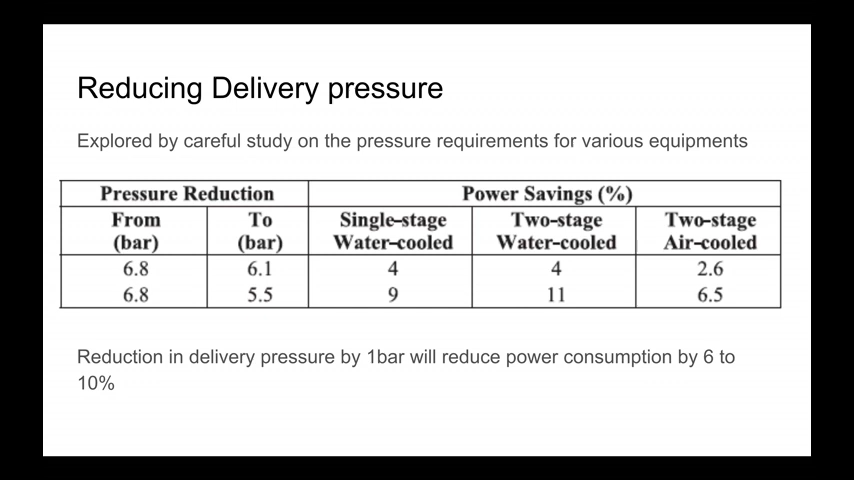 Reducing Delivery pressure
Explored by careful study on the pressure requirements for various equipments
Pressure Reduction Power Savings (%)
From To Single-stage Two-stage Two-stage
(bar) (bar) Water-cooled Water-cooled Air-cooled
6.8 6.1 4 4 2.6
6.8 5.5 9 11 6.5
Reduction in delivery pressure by 1bar will reduce power consumption by 6 to
10%